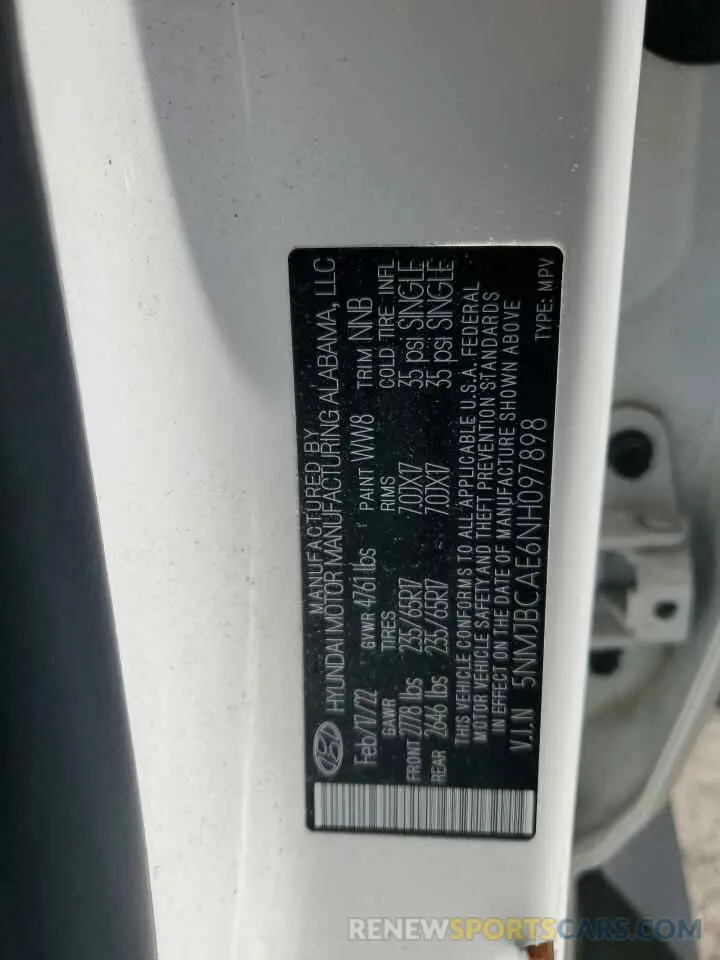 MANUFACTURED BY
HYUNDAI MOTOR MANUFACTURING ALABAMA, LLC
Feb/17/22 GVWR 4761 lbs PAINT WW8 TRIM NNB
GAWR TIRES RIMS COLD TIRE INFL
FRONT 2778 lbs 235/65R17 7.0JX17 35 psi SINGLE
REAR 2646 lbs 235/65R17 7.0JX17 35 psi SINGLE
THIS VEHICLE CONFORMS TO ALL APPLICABLE U.S.A. FEDERAL
MOTOR VEHICLE SAFETY AND THEFT PREVENTION STANDARDS
IN EFFECT ON THE DATE OF MANUFACTURE SHOWN ABOVE
V.I.N 5NMJBCAE6NH097898 TYPE: MPV
RENEWSPORTSCARS.COM